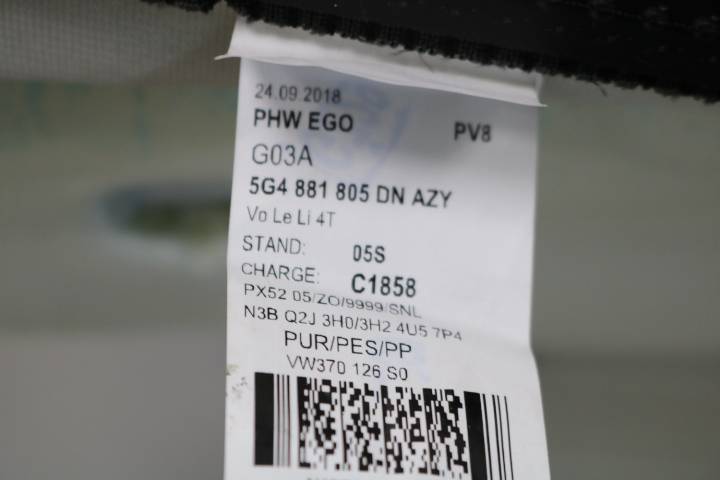 24.09.2018
PHW EGO PV8
G03A
5G4 881 805 DN AZY
Vo Le Li 4T
STAND: 05S
CHARGE: C1858
PX52 05/ZO/9999/SNL
N3B Q2J 3H0/3H2 4U5 7P4
PUR/PES/PP
VW370 126 S0